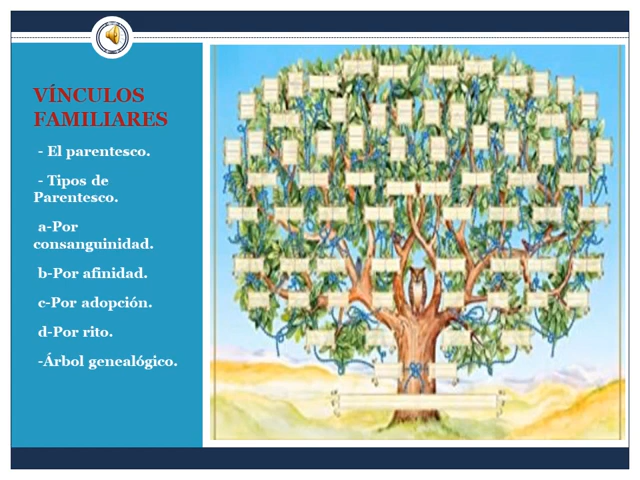 VÍNCULOS
FAMILIARES
- El parentesco.
- Tipos de
Parentesco.
a-Por
consanguinidad.
b-Por afinidad.
c-Por adopción.
d-Por rito.
-Árbol genealógico.